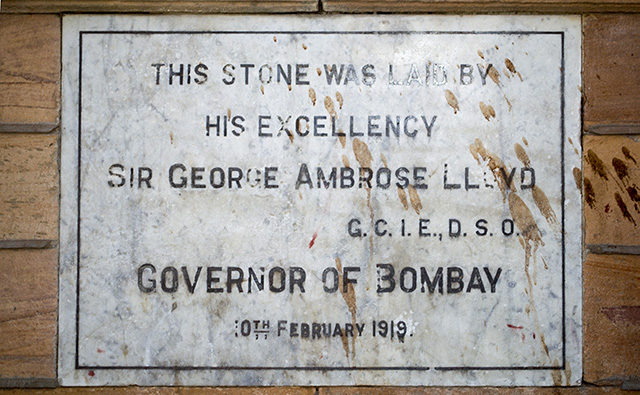 THIS STONE WAS LAID BY
HIS EXCELLENCY
SIR GEORGE AMBROSE LLOYD
G. C. I. E., D. S. O.
GOVERNOR OF BOMBAY
10TH FEBRUARY 1919.